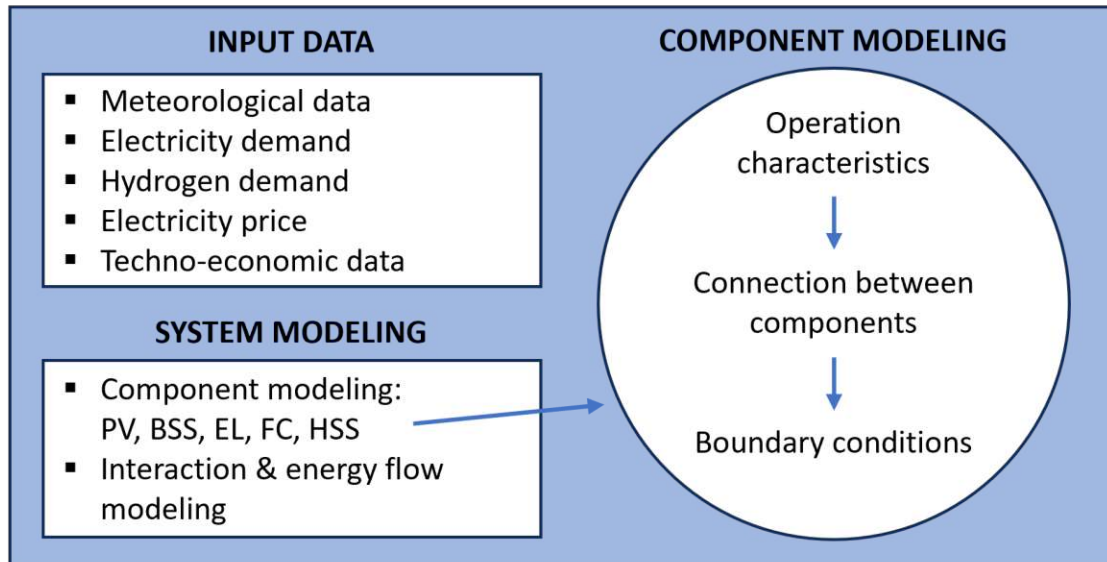 INPUT DATA
▪ Meteorological data
▪ Electricity demand
▪ Hydrogen demand
▪ Electricity price
▪ Techno-economic data
SYSTEM MODELING
▪ Component modeling:
PV, BSS, EL, FC, HSS
▪ Interaction & energy flow
modeling
COMPONENT MODELING
Operation
characteristics
Connection between
components
Boundary conditions